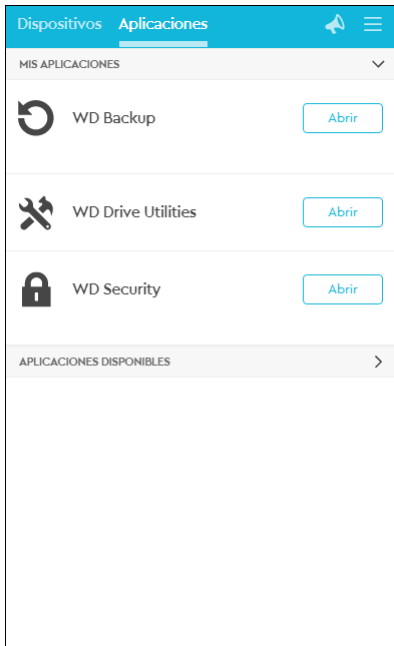 Dispositivos Aplicaciones
MIS APLICACIONES
WD Backup Abrir
WD Drive Utilities Abrir
WD Security Abrir
APLICACIONES DISPONIBLES